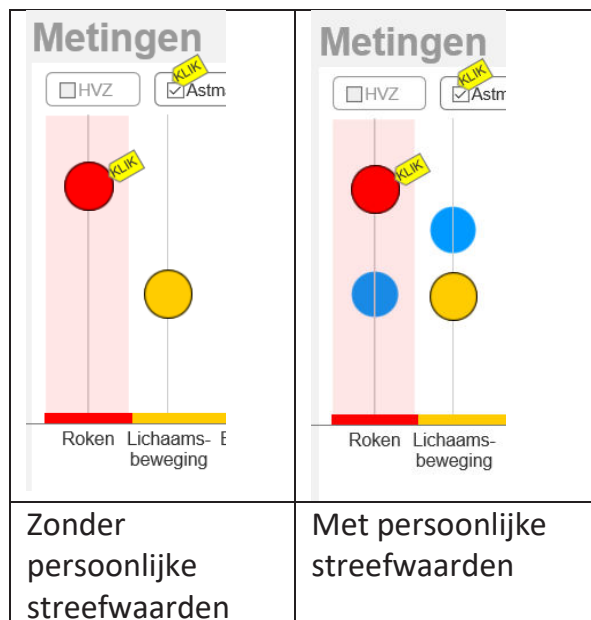 Metingen
KLIK
HVZ
Astm
KLIK
Roken Lichaams-
beweging
Zonder
persoonlijke
streefwaarden
Metingen
KLIK
HVZ
Astm
KLIK
Roken Lichaams-
beweging
Met persoonlijke
streefwaarden